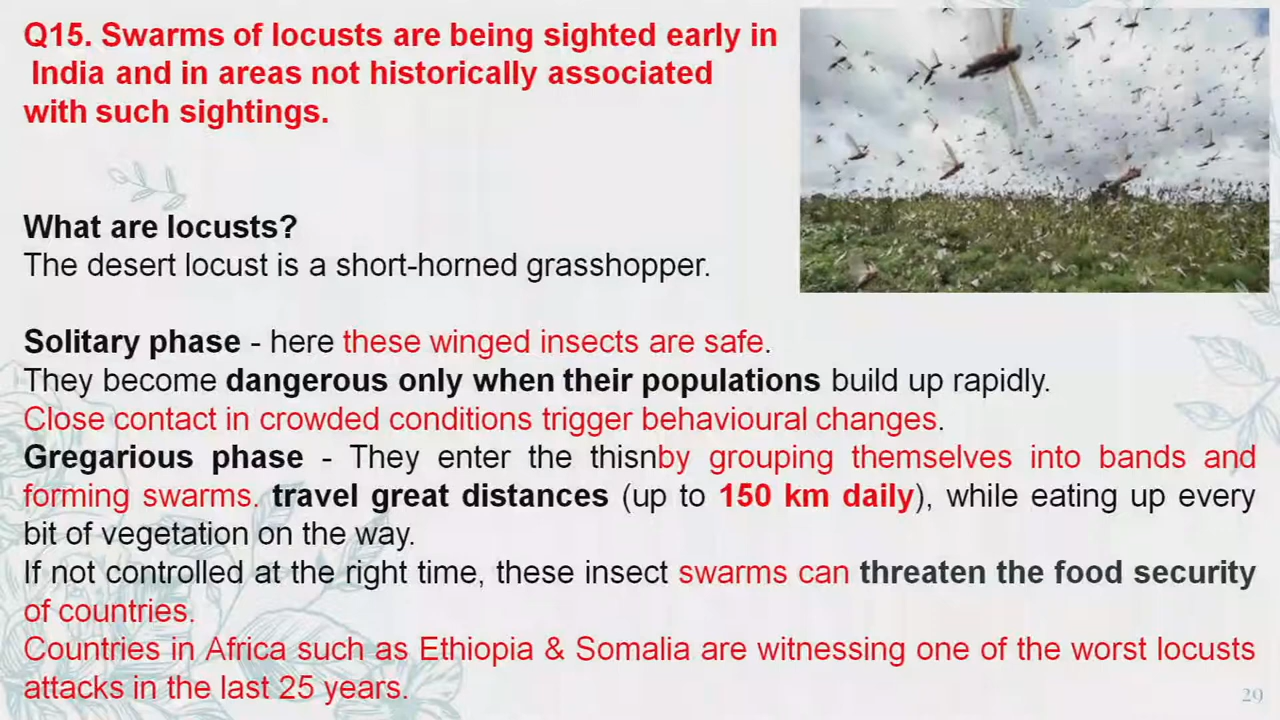 Q15. Swarms of locusts are being sighted early in
India and in areas not historically associated
with such sightings.
What are locusts?
The desert locust is a short-horned grasshopper.
Solitary phase - here these winged insects are safe.
They become dangerous only when their populations build up rapidly.
Close contact in crowded conditions trigger behavioural changes.
Gregarious phase - They enter the thisnby grouping themselves into bands and
forming swarms. travel great distances (up to 150 km daily), while eating up every
bit of vegetation on the way.
If not controlled at the right time, these insect swarms can threaten the food security
of countries.
Countries in Africa such as Ethiopia & Somalia are witnessing one of the worst locusts
attacks in the last 25 years.
29